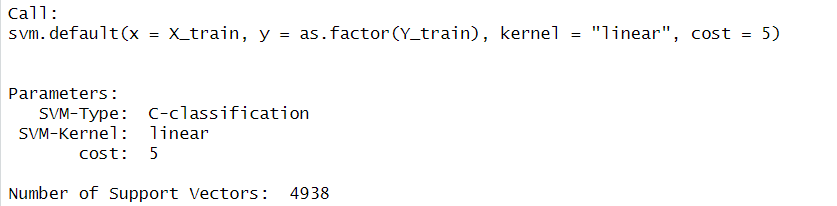 Call:
svm.default(x = X_train, y = as.factor(Y_train), kernel = "linear", cost = 5)
Parameters:
SVM-Type:  C-classification
SVM-Kernel:  linear
cost:  5
Number of Support Vectors:  4938